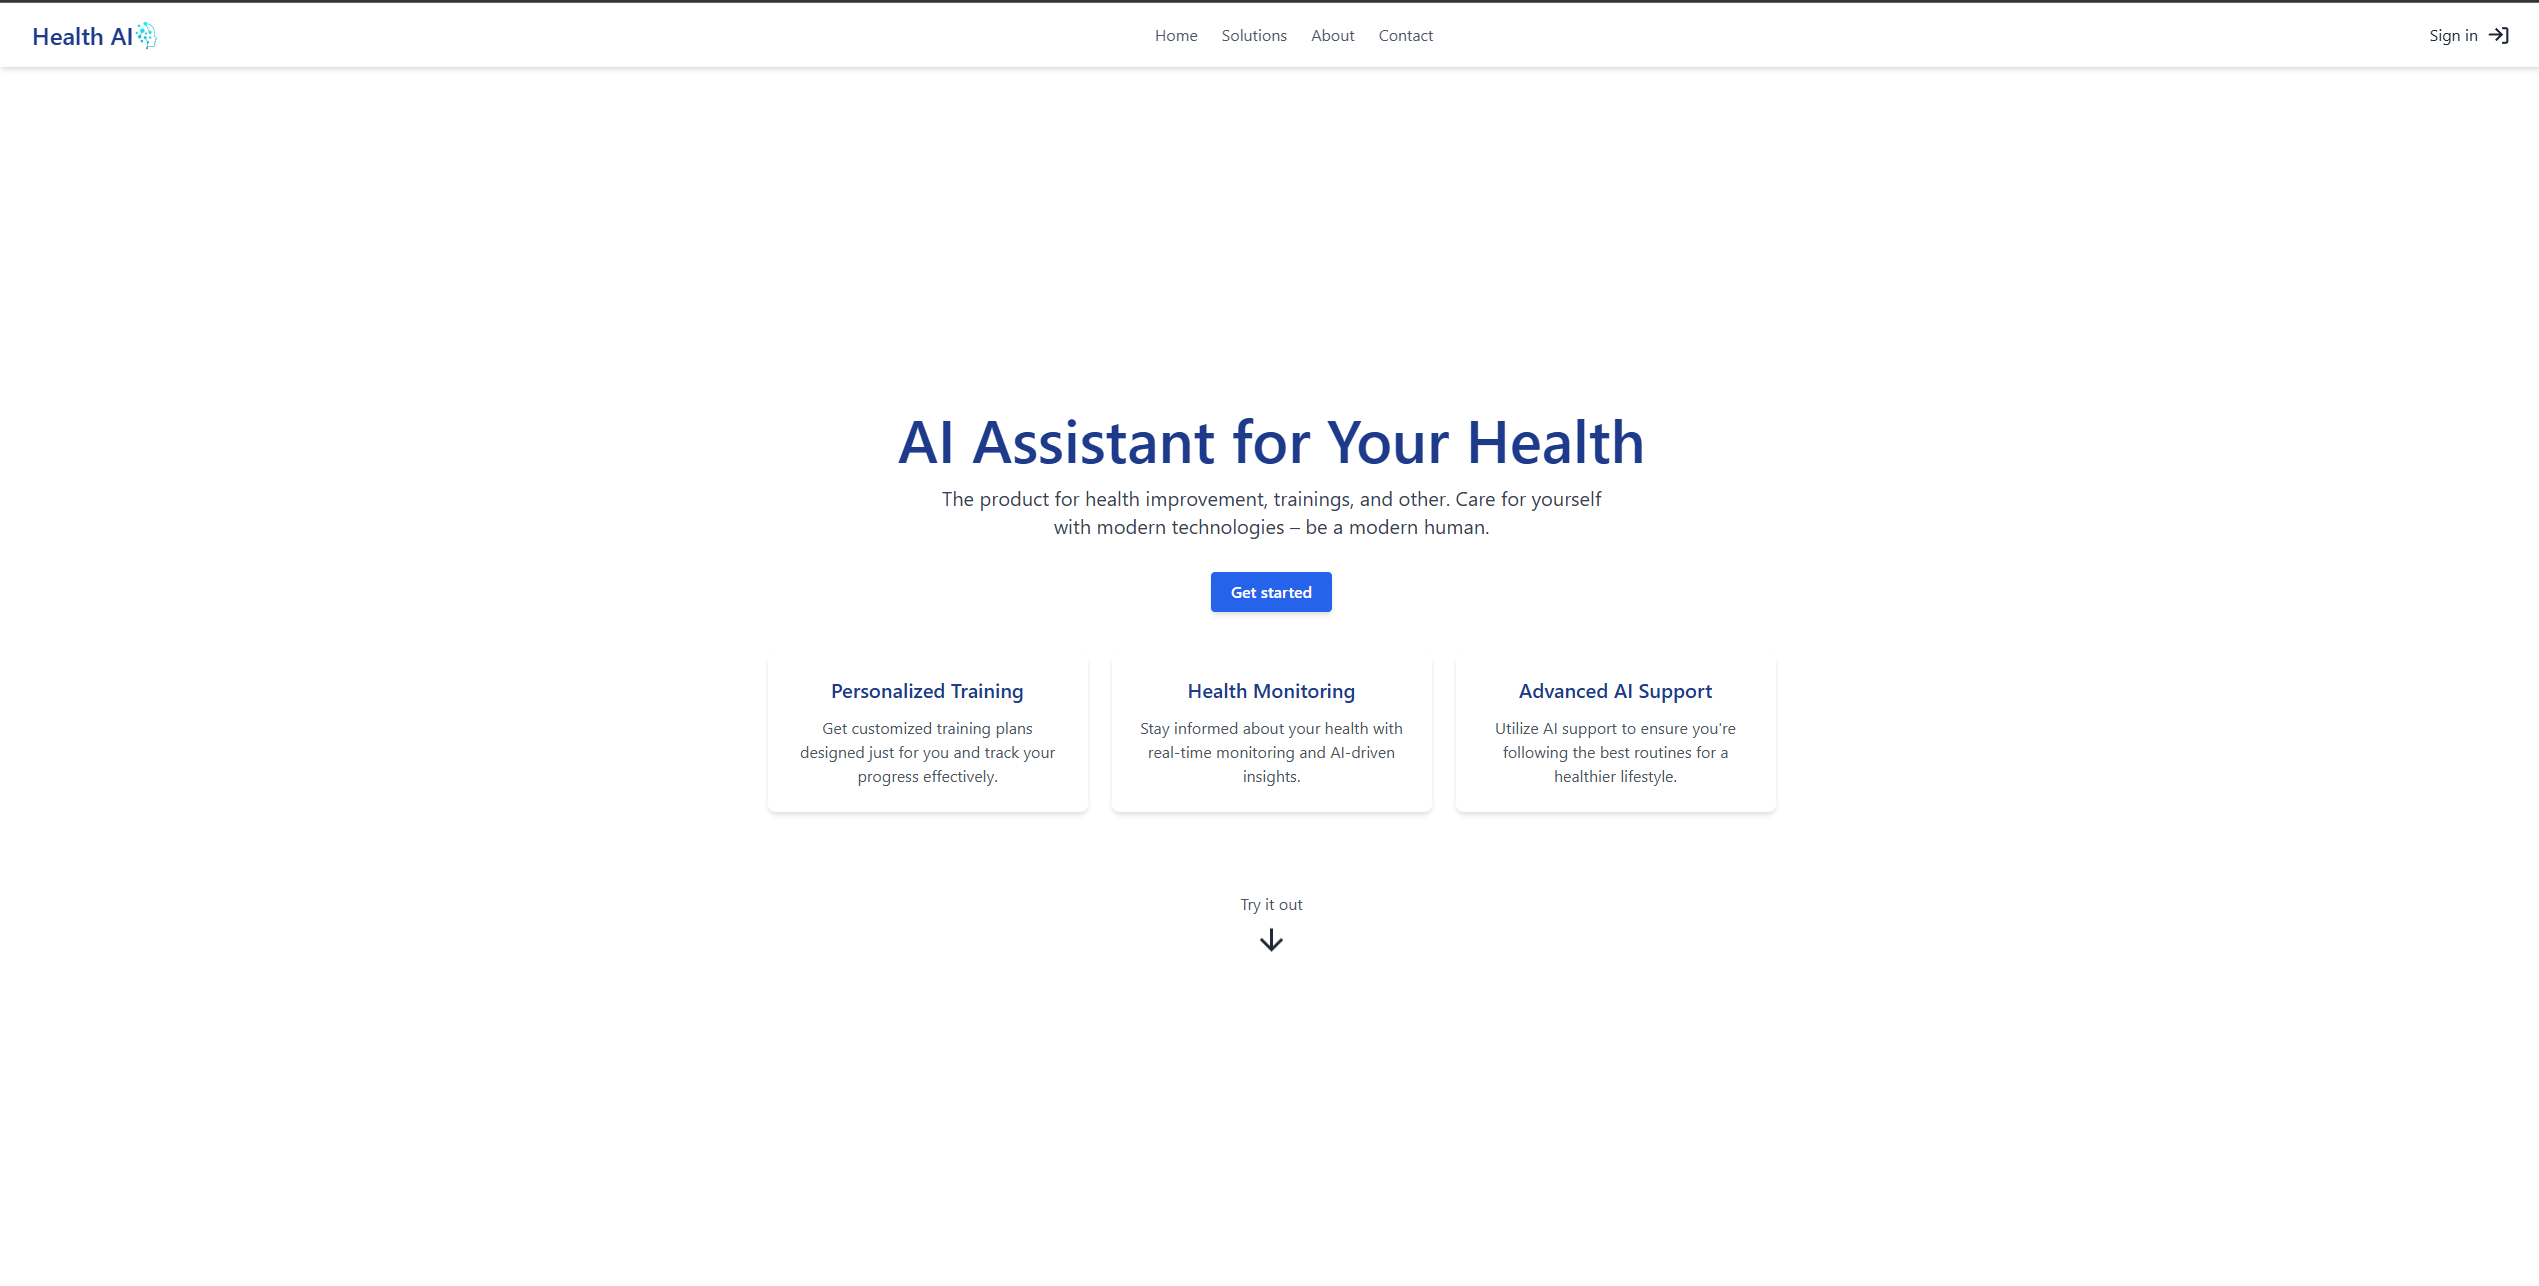 Health AI
Home
Solutions
About
Contact
Sign in
AI Assistant for Your Health
The product for health improvement, trainings, and other. Care for yourself
with modern technologies – be a modern human.
Get started
Personalized Training
Get customized training plans
designed just for you and track your
progress effectively.
Health Monitoring
Stay informed about your health with
real-time monitoring and AI-driven
insights.
Advanced AI Support
Utilize AI support to ensure you're
following the best routines for a
healthier lifestyle.
Try it out